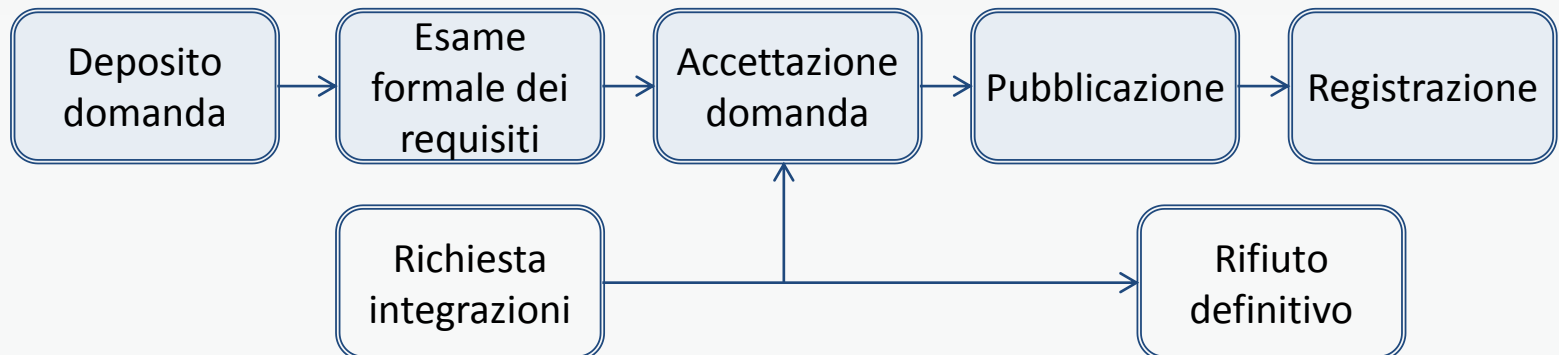 Deposito
domanda
Esame
formale dei
requisiti
Accettazione
domanda
Pubblicazione
Registrazione
Richiesta
integrazioni
Rifiuto
definitivo